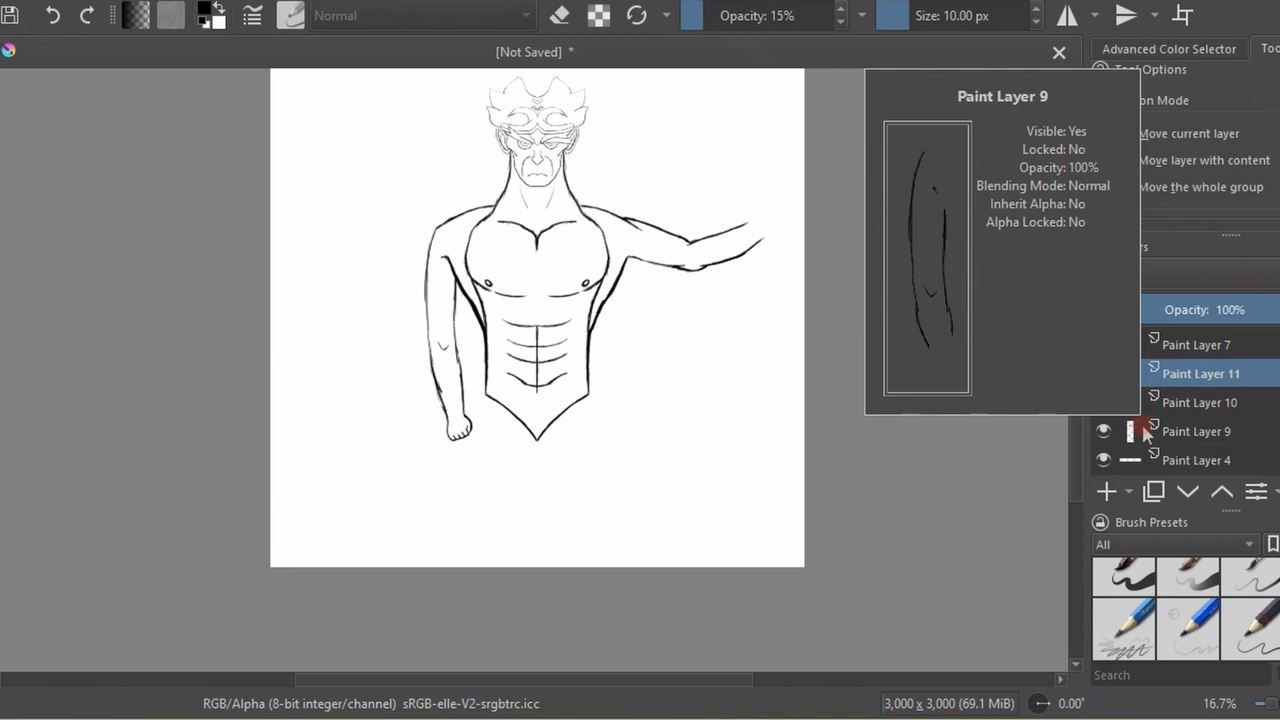 Normal
Opacity: 15%
Size: 10.00 px
[Not Saved] *
Advanced Color Selector
Too
Tool Options
on Mode
Move current layer
Move layer with content
Move the whole group
Paint Layer 9
Visible: Yes
Locked: No
Opacity: 100%
Blending Mode: Normal
Inherit Alpha: No
Alpha Locked: No
rs
Opacity: 100%
Paint Layer 7
Paint Layer 11
Paint Layer 10
Paint Layer 9
Paint Layer 4
Brush Presets
All
Search
RGB/Alpha (8-bit integer/channel) sRGB-elle-V2-srgbtrc.icc
3,000 x 3,000 (69.1 MiB)
0.00°
16.7%